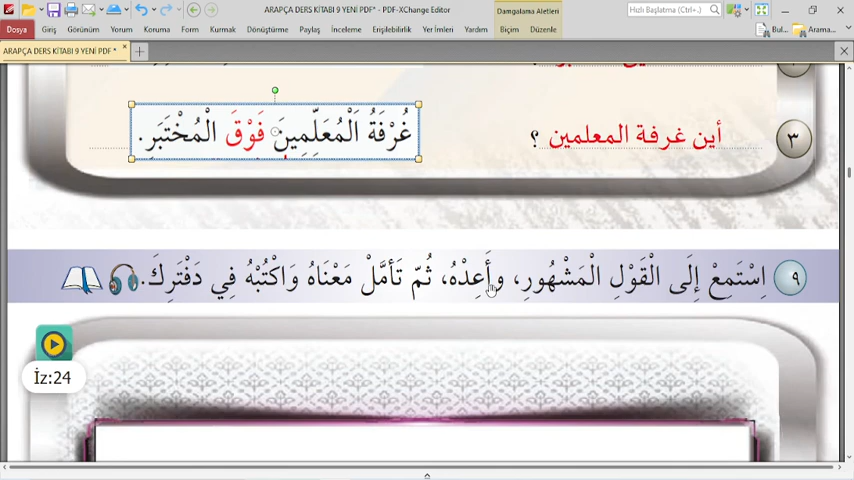 ARAPÇA DERS KİTABI 9 YENİ PDF* - PDF-XChange Editor
Damgalama Aletleri
Hızlı Başlatma (Ctrl+.)
Dosya Giriş Görünüm Yorum Koruma Form Kurmak Dönüştürme Paylaş İnceleme Erişilebilirlik Yer İmleri Yardım Biçim Düzenle Bul... Arama...
ARAPÇA DERS KİTABI 9 YENİ PDF *
٣ أين غرفة المعلمين ؟ غُرْفَةُ الْمُعَلِّمِينَ فَوْقَ الْمُخْتَبَرِ.
٩ اِسْتَمِعْ إِلَى الْقَوْلِ الْمَشْهُورِ، وأَعِدْهُ، ثُمّ تَأمَّلْ مَعْنَاهُ وَاكْتُبْهُ فِي دَفْتَرِكَ.
İz:24